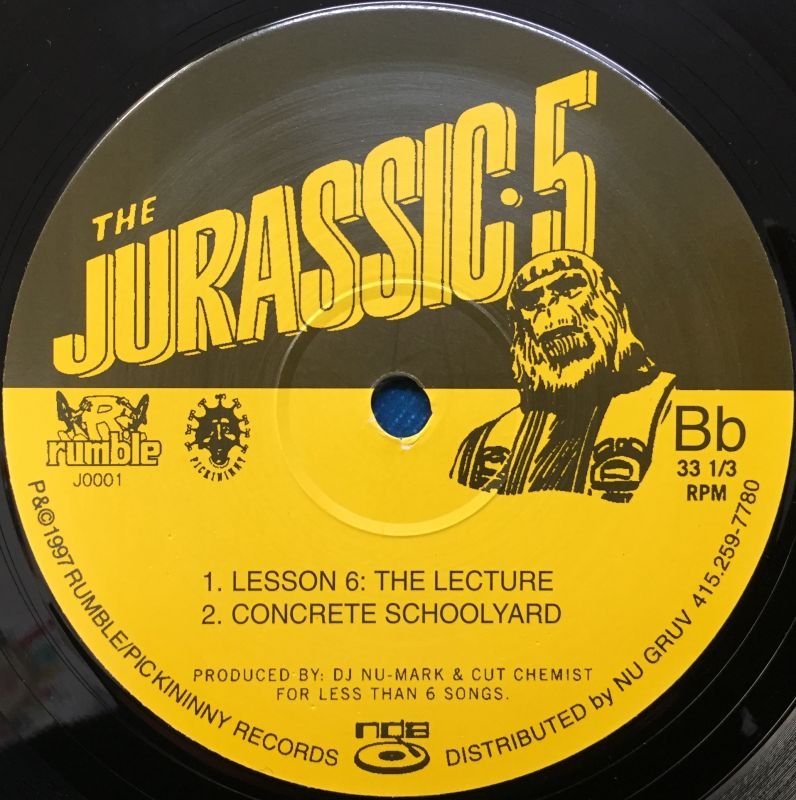 THE
JURASSIC·5
R
rumble
J0001
PICKININNY
Bb
33 1/3
RPM
1. LESSON 6: THE LECTURE
2. CONCRETE SCHOOLYARD
PRODUCED BY: DJ NU-MARK & CUT CHEMIST
FOR LESS THAN 6 SONGS.
P&©1997 RUMBLE/PICKININNY RECORDS
DISTRIBUTED by NU GRUV 415.259-7780